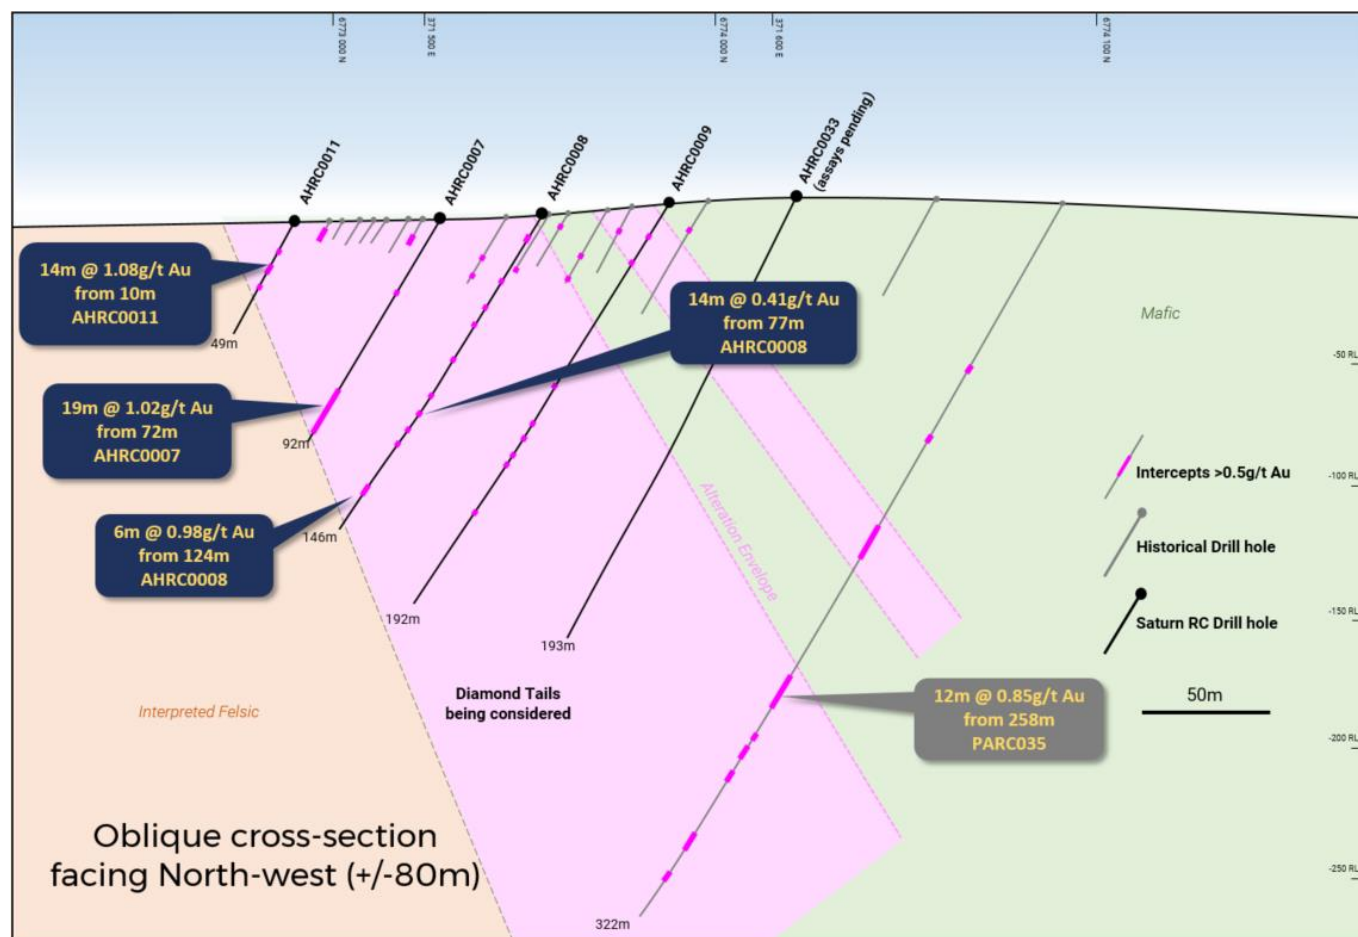 6773 000 N
371 500 E
6774 000 N
371 600 E
6774 100 N
AHRC0011
AHRC0007
AHRC0008
AHRC0009
AHRC0033
(assays pending)
14m @ 1.08g/t Au
from 10m
AHRC0011
49m
14m @ 0.41g/t Au
from 77m
AHRC0008
Mafic
-50 RL
19m @ 1.02g/t Au
from 72m
AHRC0007
92m
Intercepts >0.5g/t Au
-100 RL
6m @ 0.98g/t Au
from 124m
AHRC0008
146m
Alteration Envelope
Historical Drill hole
192m
193m
-150 RL
Saturn RC Drill hole
Interpreted Felsic
Diamond Tails
being considered
12m @ 0.85g/t Au
from 258m
PARC035
50m
-200 RL
Oblique cross-section
facing North-west (+/-80m)
-250 RL
322m